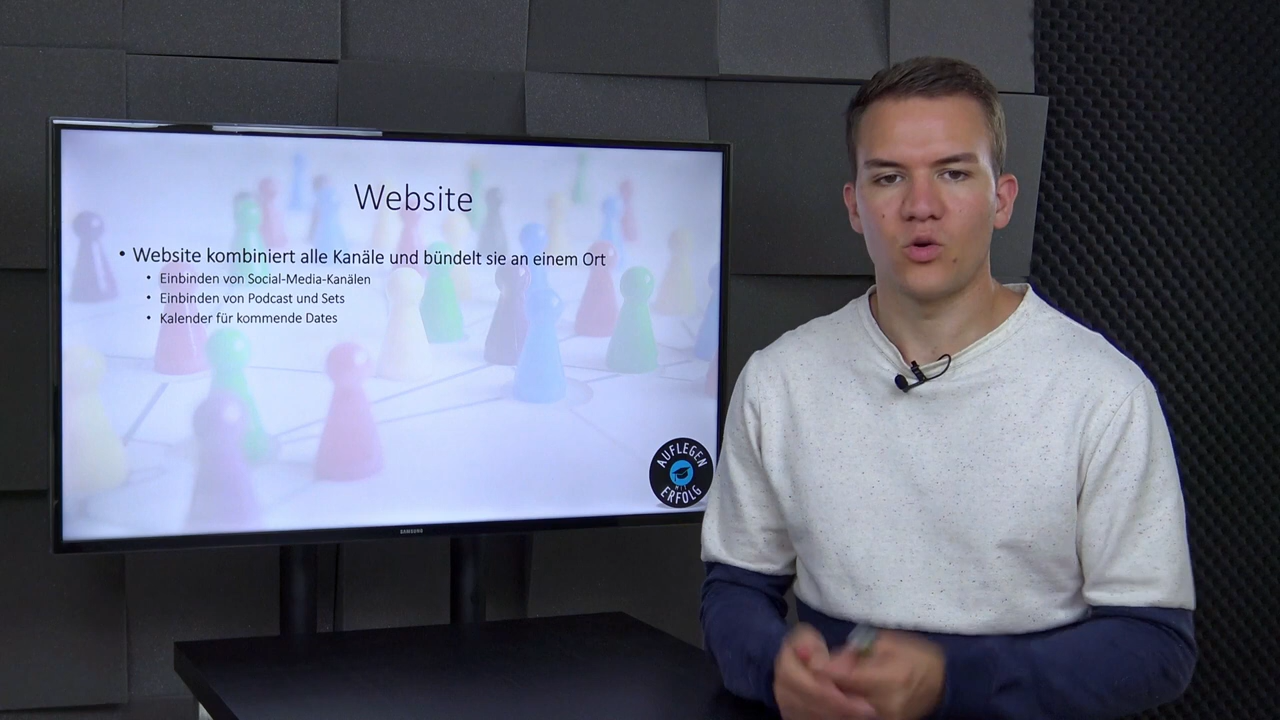 Website
• Website kombiniert alle Kanäle und bündelt sie an einem Ort
• Einbinden von Social-Media-Kanälen
• Einbinden von Podcast und Sets
• Kalender für kommende Dates
AUFLEGEN
MIT
ERFOLG
SAMSUNG